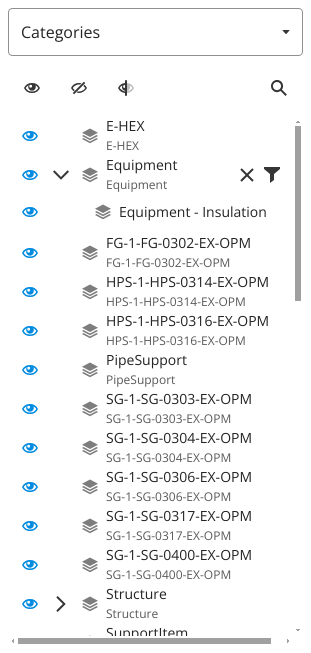 Categories
E-HEX
E-HEX
Equipment
Equipment
Equipment - Insulation
FG-1-FG-0302-EX-OPM
FG-1-FG-0302-EX-OPM
HPS-1-HPS-0314-EX-OPM
HPS-1-HPS-0314-EX-OPM
HPS-1-HPS-0316-EX-OPM
HPS-1-HPS-0316-EX-OPM
PipeSupport
PipeSupport
SG-1-SG-0303-EX-OPM
SG-1-SG-0303-EX-OPM
SG-1-SG-0304-EX-OPM
SG-1-SG-0304-EX-OPM
SG-1-SG-0306-EX-OPM
SG-1-SG-0306-EX-OPM
SG-1-SG-0317-EX-OPM
SG-1-SG-0317-EX-OPM
SG-1-SG-0400-EX-OPM
SG-1-SG-0400-EX-OPM
Structure
Structure
SupportItem